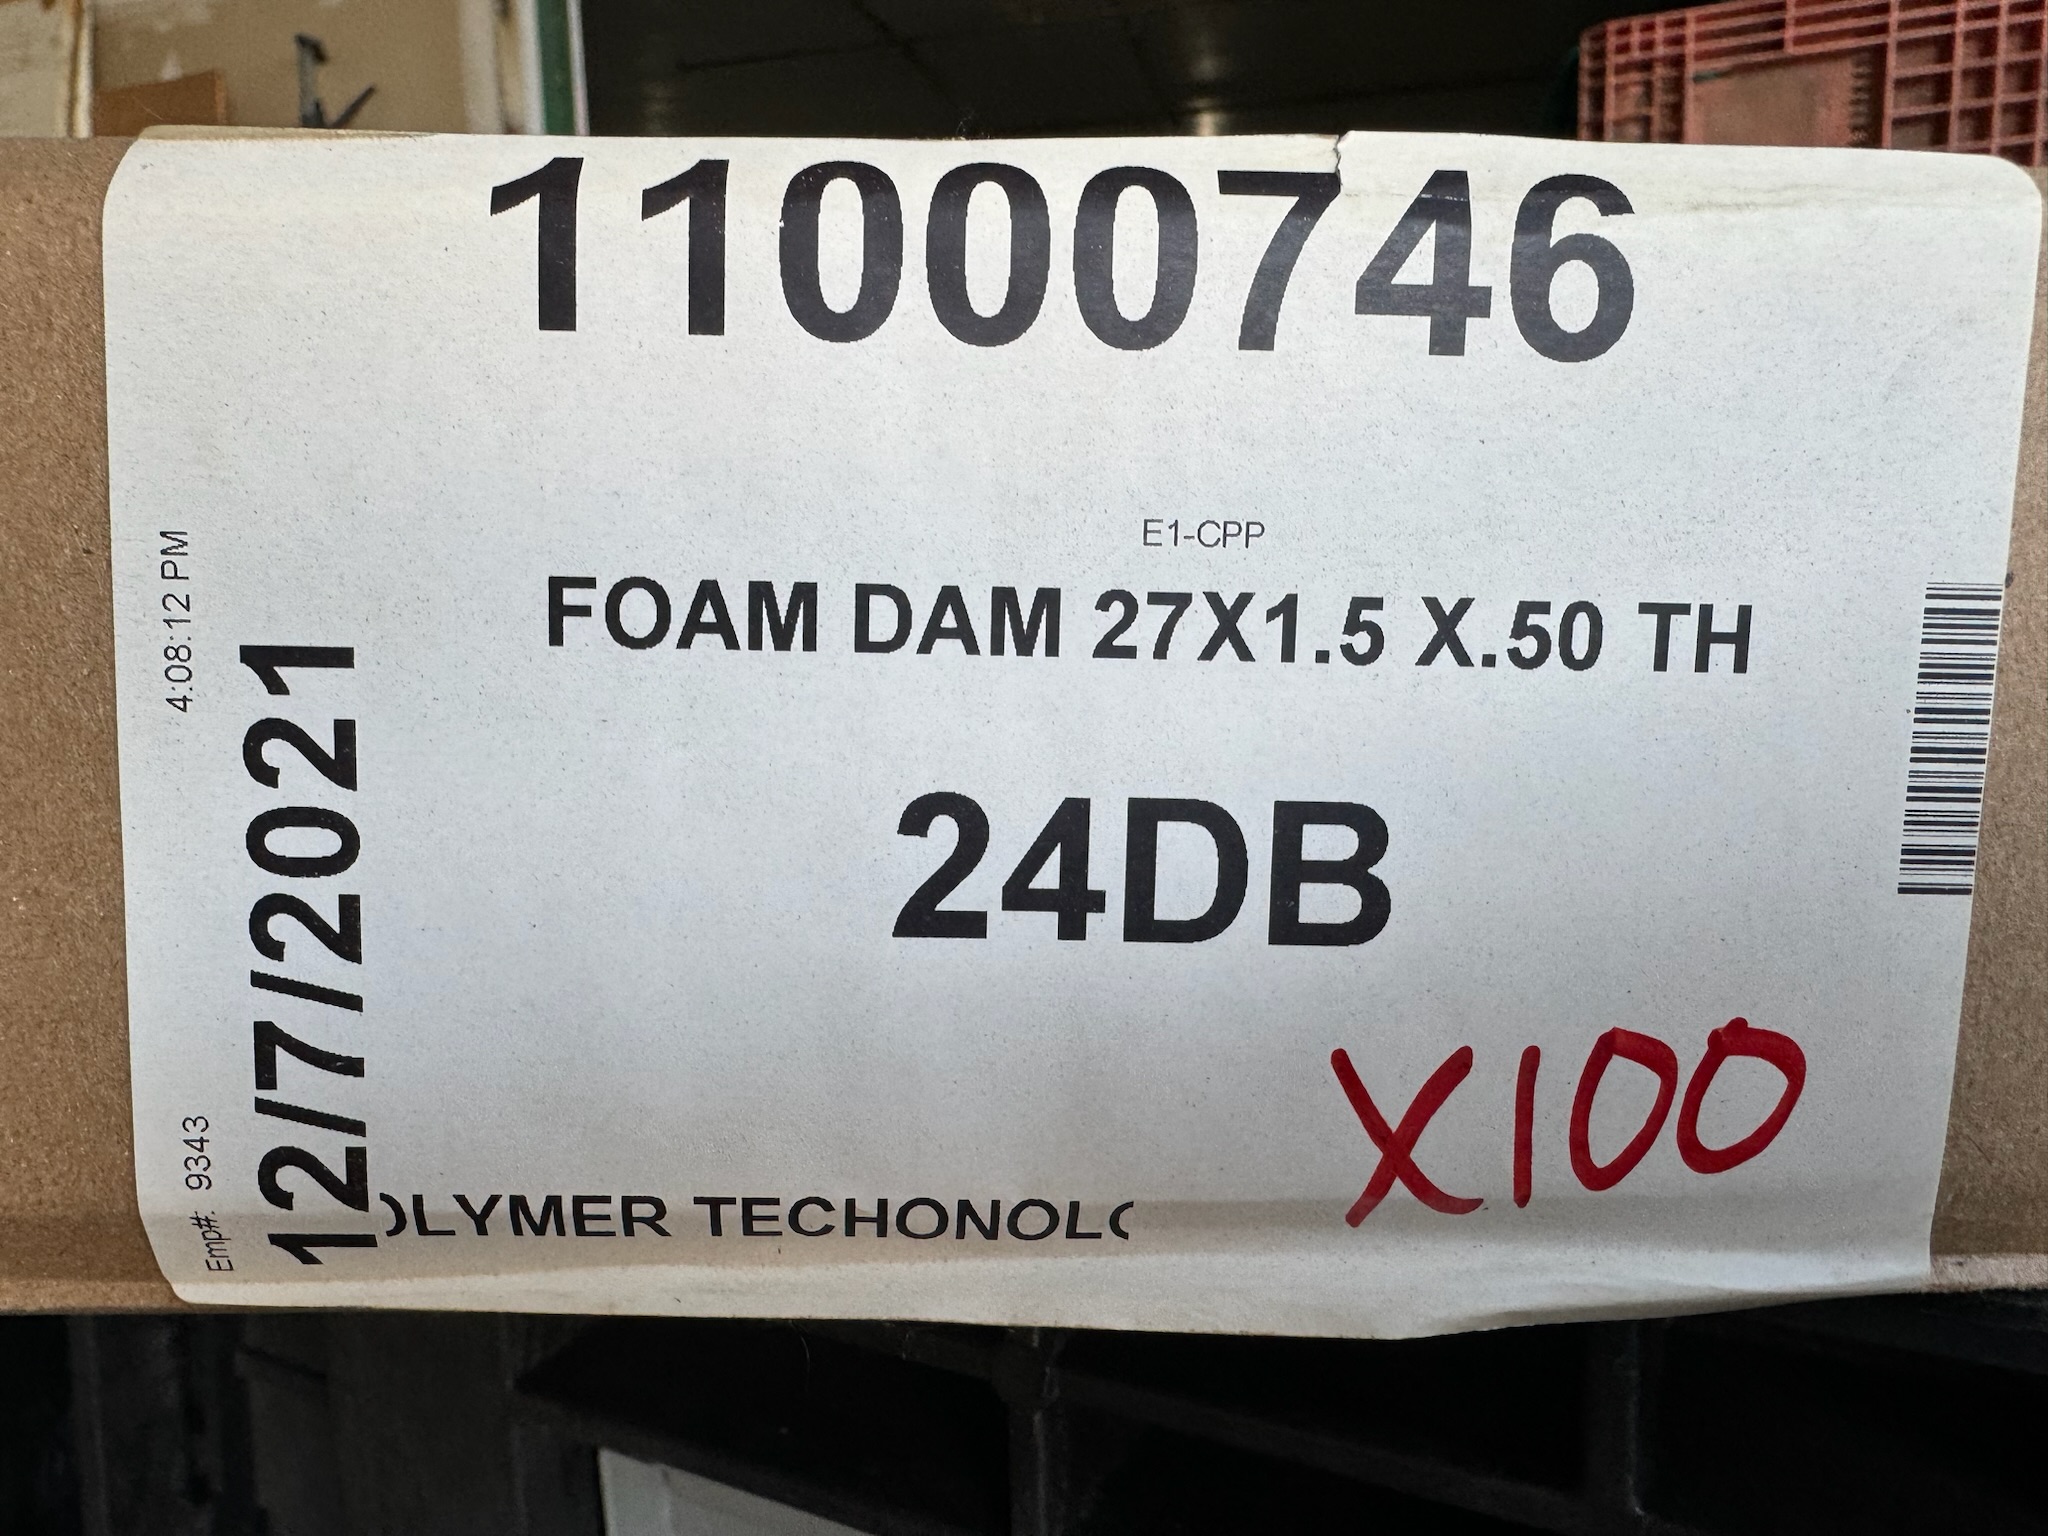 11000746
E1-CPP
FOAM DAM 27X1.5 X.50 TH
24DB
X100
OLYMER TECHONOLO
12/7/2021
4:08:12 PM
Emp#: 9343